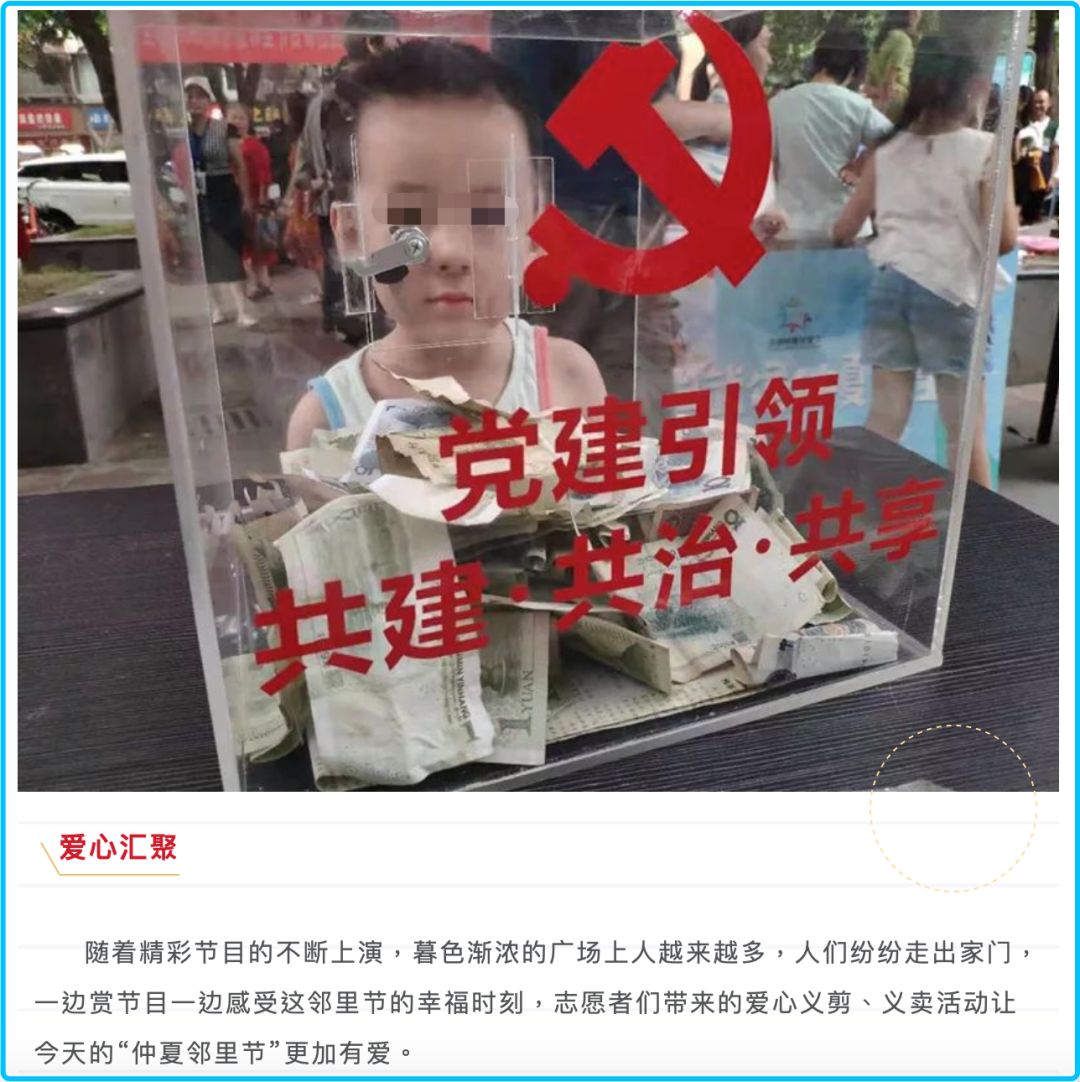 党建引领
共建·共治·共享
10
10
YUAN
1
爱心汇聚
随着精彩节目的不断上演，暮色渐浓的广场上人越来越多，人们纷纷走出家门，
一边赏节目一边感受这邻里节的幸福时刻，志愿者们带来的爱心义剪、义卖活动让
今天的“仲夏邻里节”更加有爱。